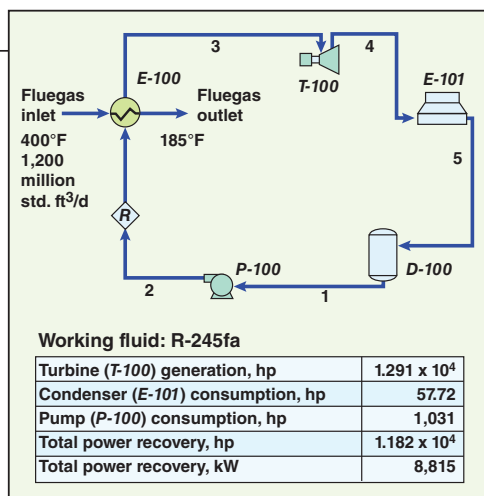 3
4
E-100
T-100
E-101
Fluegas
inlet
Fluegas
outlet
400°F
1,200
million
std. ft³/d
185°F
5
R
P-100
D-100
2
1
Working fluid: R-245fa
Turbine (T-100) generation, hp 1.291 x 10⁴
Condenser (E-101) consumption, hp 57.72
Pump (P-100) consumption, hp 1,031
Total power recovery, hp 1.182 x 10⁴
Total power recovery, kW 8,815